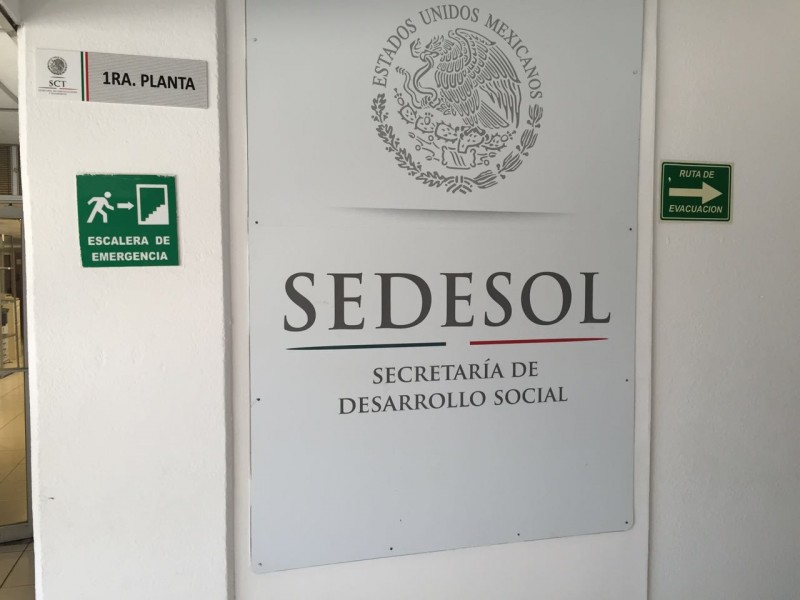 SCT
1RA. PLANTA
ESCALERA DE
EMERGENCIA
ESTADOS UNIDOS MEXICANOS
SEDESOL
SECRETARÍA DE
DESARROLLO SOCIAL
RUTA DE
EVACUACION